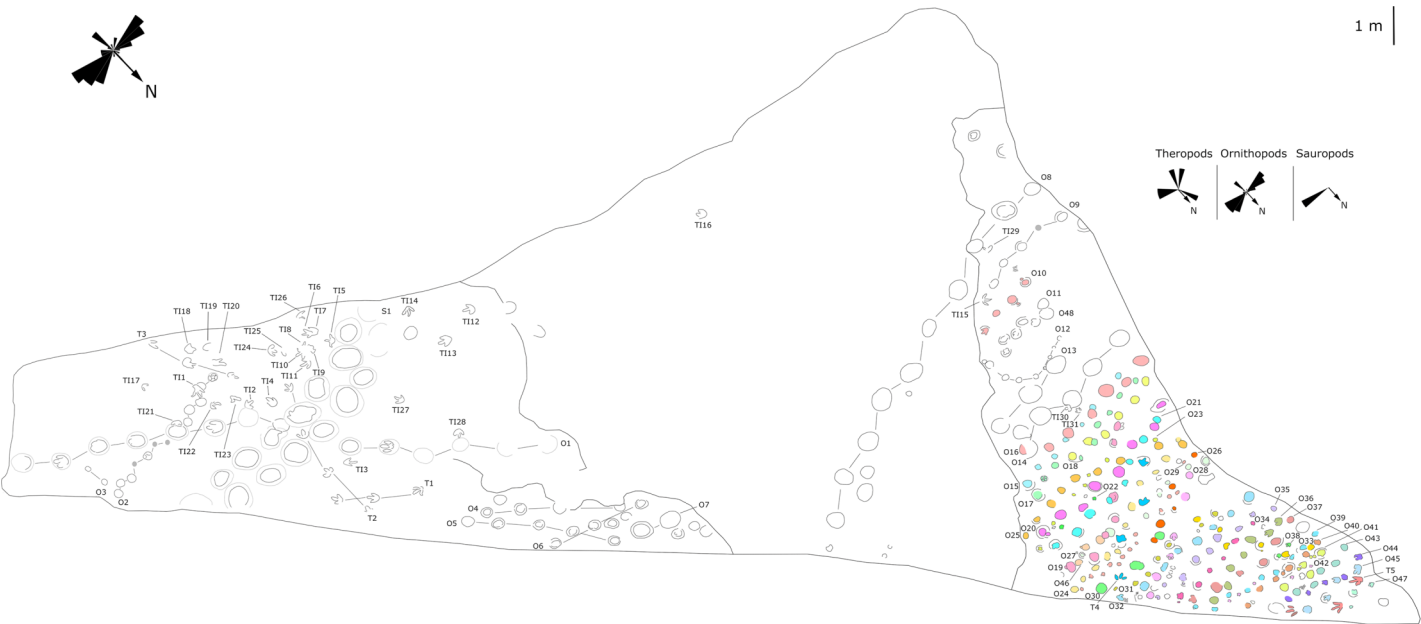 1 m
N
Theropods Ornithopods Sauropods
N N N
O8
O9
TI16
TI29
O10
O11
O48
TI15
O12
O13
TI26 TI6 TI5 TI14
TI18 TI19 TI20 TI7 S1 TI12
T3 TI25 TI8
TI24 TI13
TI10 TI9
TI17 TI1 TI11
TI4
TI2 TI27
TI21 TI28
TI22 TI23
O1
TI3
O3 O2 T1
T2
O4 O7
O5
O6
TI30
TI31
O21
O23
O16
O14 O18 O26
O29 O28
O15 O22
O17
O35
O36
O37
O20 O34 O39
O25 O40 O41
O38 O43
O33
O27 O44
O42 O45
O19 T5
O46 O47
O24 O30 O31
T4 O32